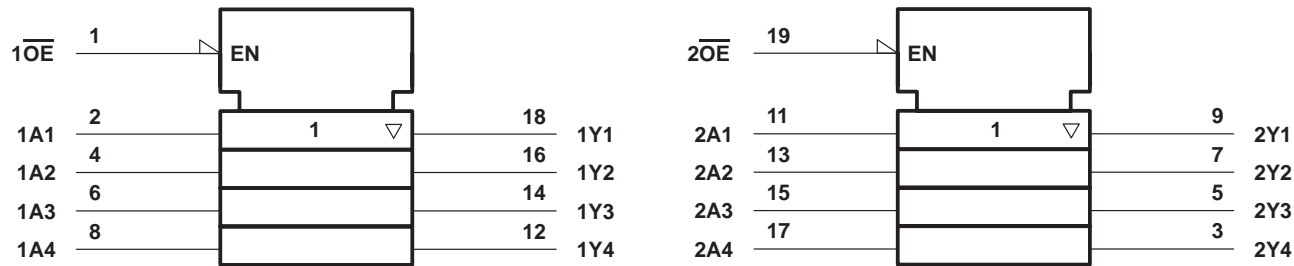 1O̅E̅ 1 EN 2O̅E̅ 19 EN
1A1 2 1 ▽ 18 1Y1 2A1 11 1 ▽ 9 2Y1
1A2 4 16 1Y2 2A2 13 7 2Y2
1A3 6 14 1Y3 2A3 15 5 2Y3
1A4 8 12 1Y4 2A4 17 3 2Y4